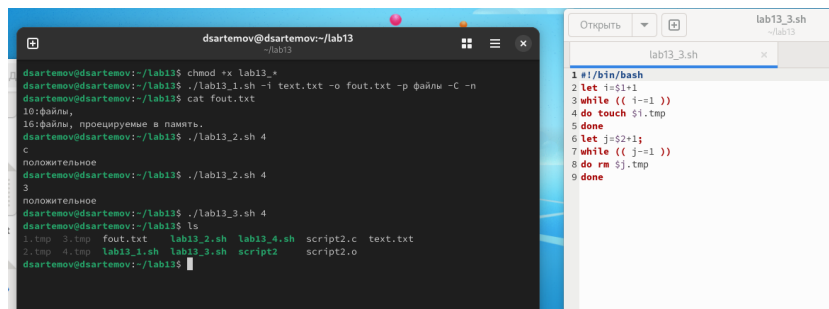 dsartemov@dsartemov:~/lab13
~/lab13
dsartemov@dsartemov:~/lab13$ chmod +x lab13_*
dsartemov@dsartemov:~/lab13$ ./lab13_1.sh -i text.txt -o fout.txt -p файлы -C -n
dsartemov@dsartemov:~/lab13$ cat fout.txt
10:файлы,
16:файлы, проецируемые в память.
dsartemov@dsartemov:~/lab13$ ./lab13_2.sh 4
c
положительное
dsartemov@dsartemov:~/lab13$ ./lab13_2.sh 4
3
положительное
dsartemov@dsartemov:~/lab13$ ./lab13_3.sh 4
dsartemov@dsartemov:~/lab13$ ls
1.tmp 3.tmp fout.txt lab13_2.sh lab13_4.sh script2.c text.txt
2.tmp 4.tmp lab13_1.sh lab13_3.sh script2 script2.o
dsartemov@dsartemov:~/lab13$
Открыть
lab13_3.sh
~/lab13
lab13_3.sh
1 #!/bin/bash
2 let i=$1+1
3 while (( i-=1 ))
4 do touch $i.tmp
5 done
6 let j=$2+1;
7 while (( j-=1 ))
8 do rm $j.tmp
9 done